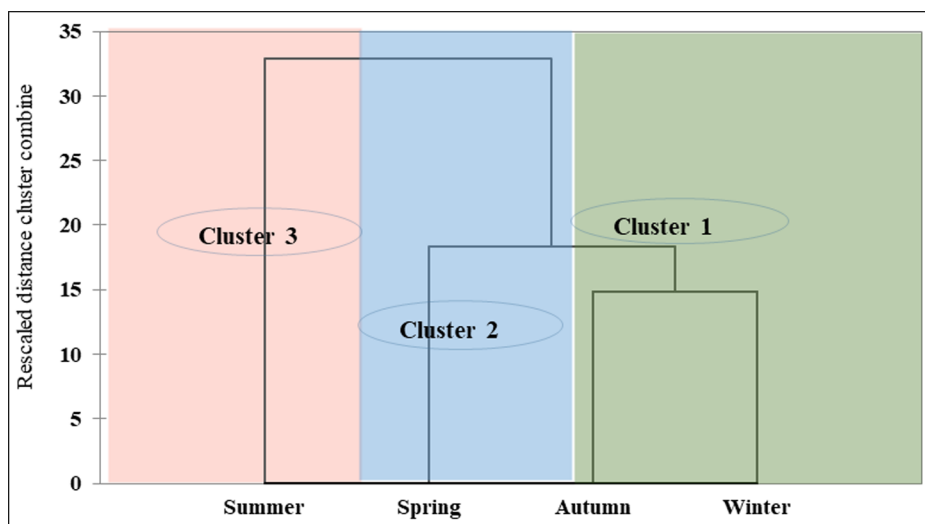 Rescaled distance cluster combine
35
30
25
20
15
10
5
0
Cluster 3
Cluster 2
Cluster 1
Summer Spring Autumn Winter